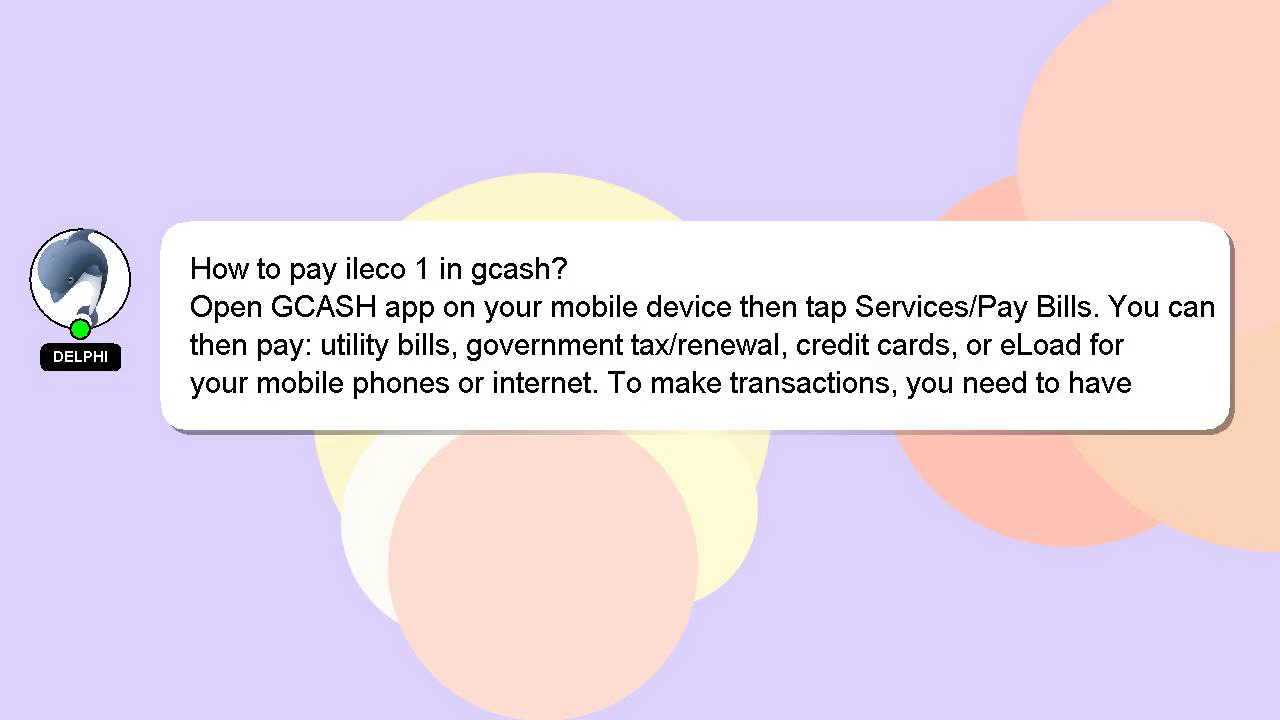 How to pay ileco 1 in gcash?
Open GCASH app on your mobile device then tap Services/Pay Bills. You can
then pay: utility bills, government tax/renewal, credit cards, or eLoad for
your mobile phones or internet. To make transactions, you need to have
DELPHI